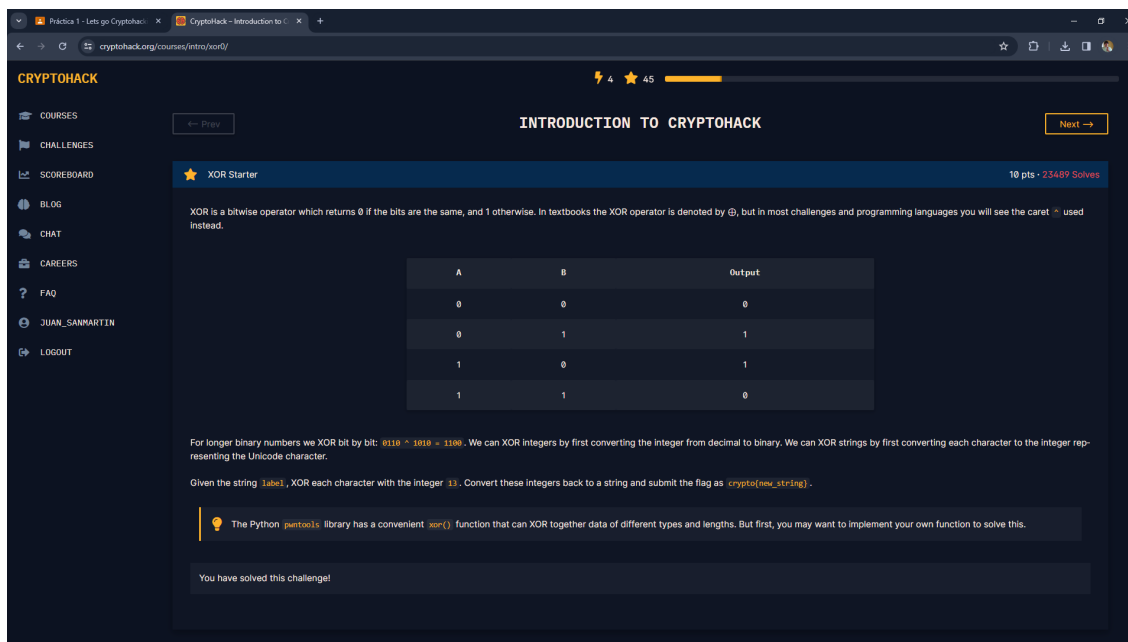 Práctica 1 - Lets go Cryptohack
CryptoHack – Introduction to C
cryptohack.org/courses/intro/xor0/
CRYPTOHACK
4 45
COURSES
CHALLENGES
SCOREBOARD
BLOG
CHAT
CAREERS
FAQ
JUAN_SANMARTIN
LOGOUT
← Prev
INTRODUCTION TO CRYPTOHACK
Next →
XOR Starter
10 pts · 23489 Solves
XOR is a bitwise operator which returns 0 if the bits are the same, and 1 otherwise. In textbooks the XOR operator is denoted by ⊕, but in most challenges and programming languages you will see the caret ^ used
instead.
A B Output
0 0 0
0 1 1
1 0 1
1 1 0
For longer binary numbers we XOR bit by bit: 0110 ^ 1010 = 1100. We can XOR integers by first converting the integer from decimal to binary. We can XOR strings by first converting each character to the integer rep-
resenting the Unicode character.
Given the string label, XOR each character with the integer 13. Convert these integers back to a string and submit the flag as crypto{new_string}.
The Python pwntools library has a convenient xor() function that can XOR together data of different types and lengths. But first, you may want to implement your own function to solve this.
You have solved this challenge!